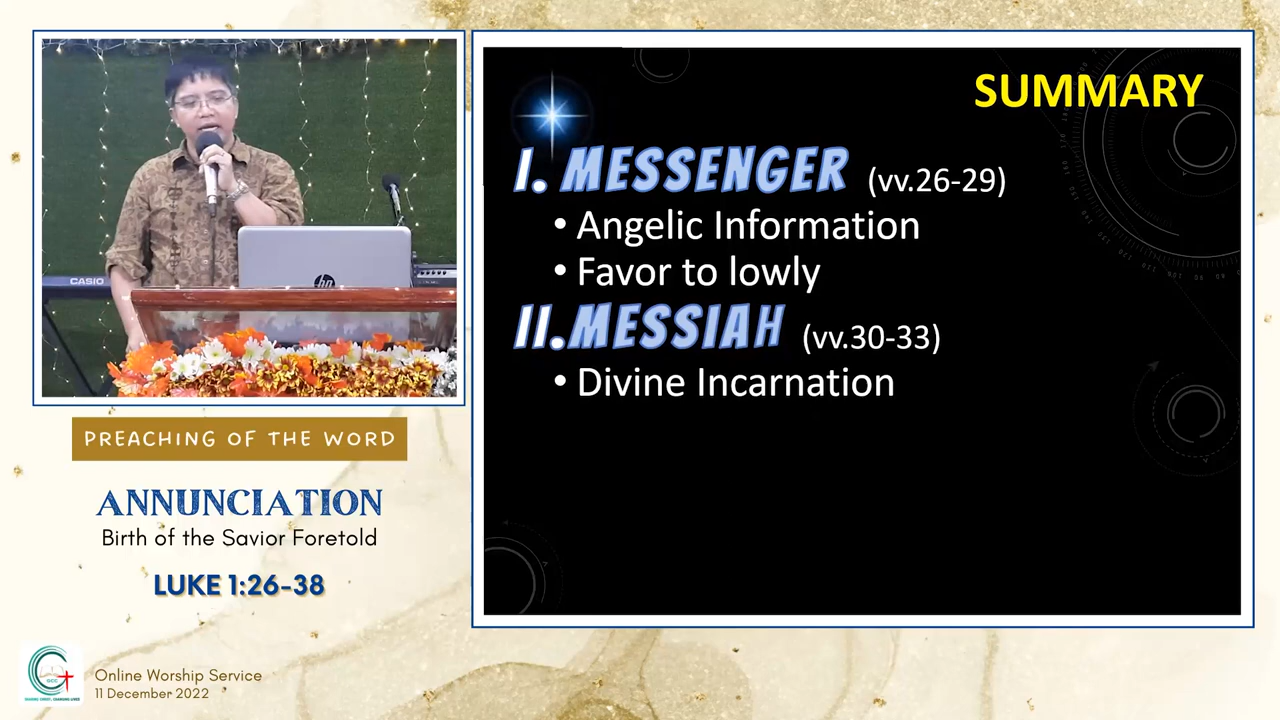 CASIO
hp
PREACHING OF THE WORD
ANNUNCIATION
Birth of the Savior Foretold
LUKE 1:26-38
GCC
Online Worship Service
11 December 2022
SUMMARY
I. MESSENGER (vv.26-29)
• Angelic Information
• Favor to lowly
II.MESSIAH (vv.30-33)
• Divine Incarnation